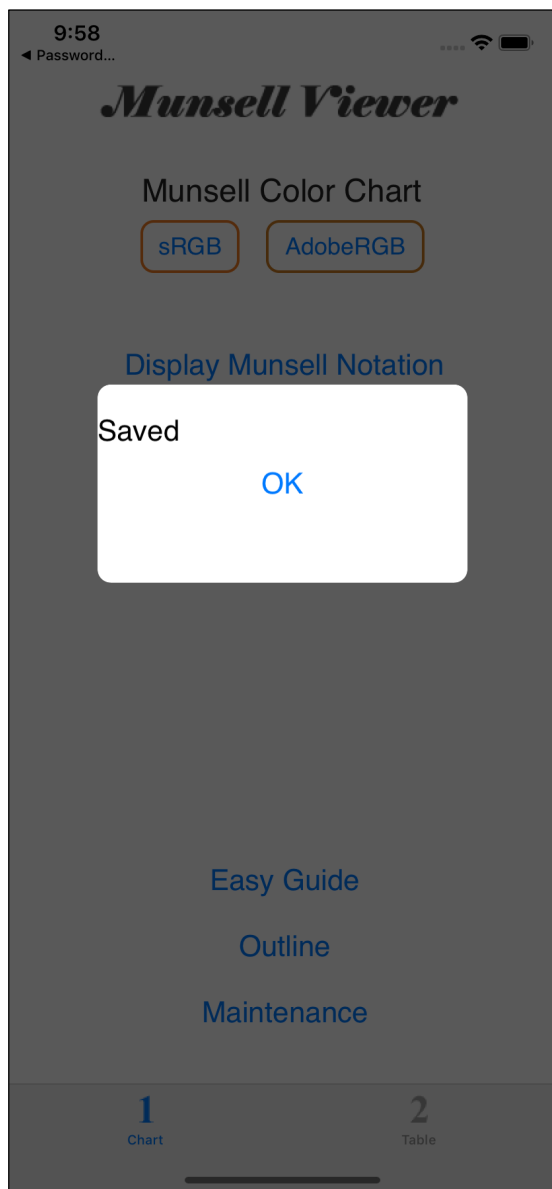 9:58
◀ Password...
Munsell Viewer
Munsell Color Chart
sRGB AdobeRGB
Display Munsell Notation
Saved
OK
Easy Guide
Outline
Maintenance
1 2
Chart Table